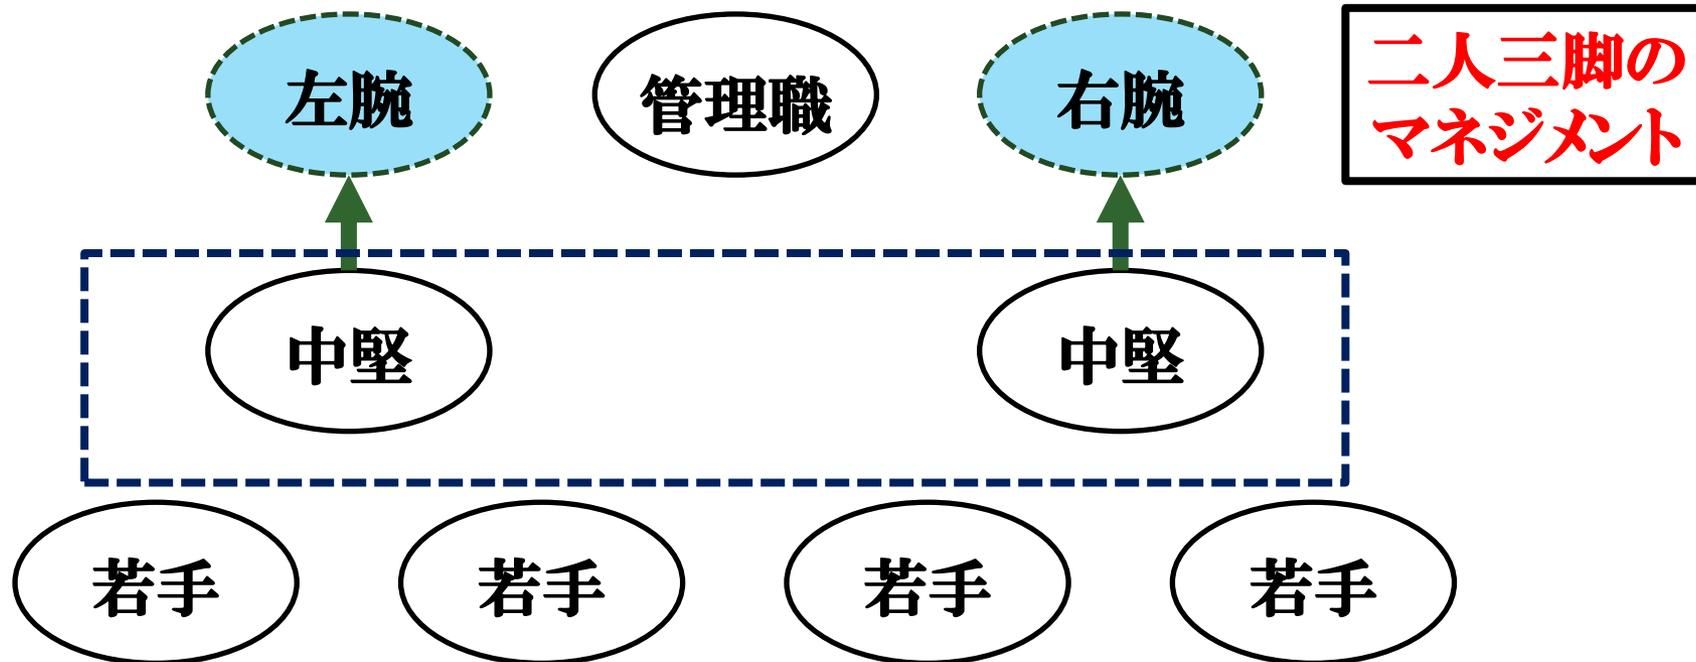 左腕
管理職
右腕
二人三脚の
マネジメント
中堅
中堅
若手
若手
若手
若手